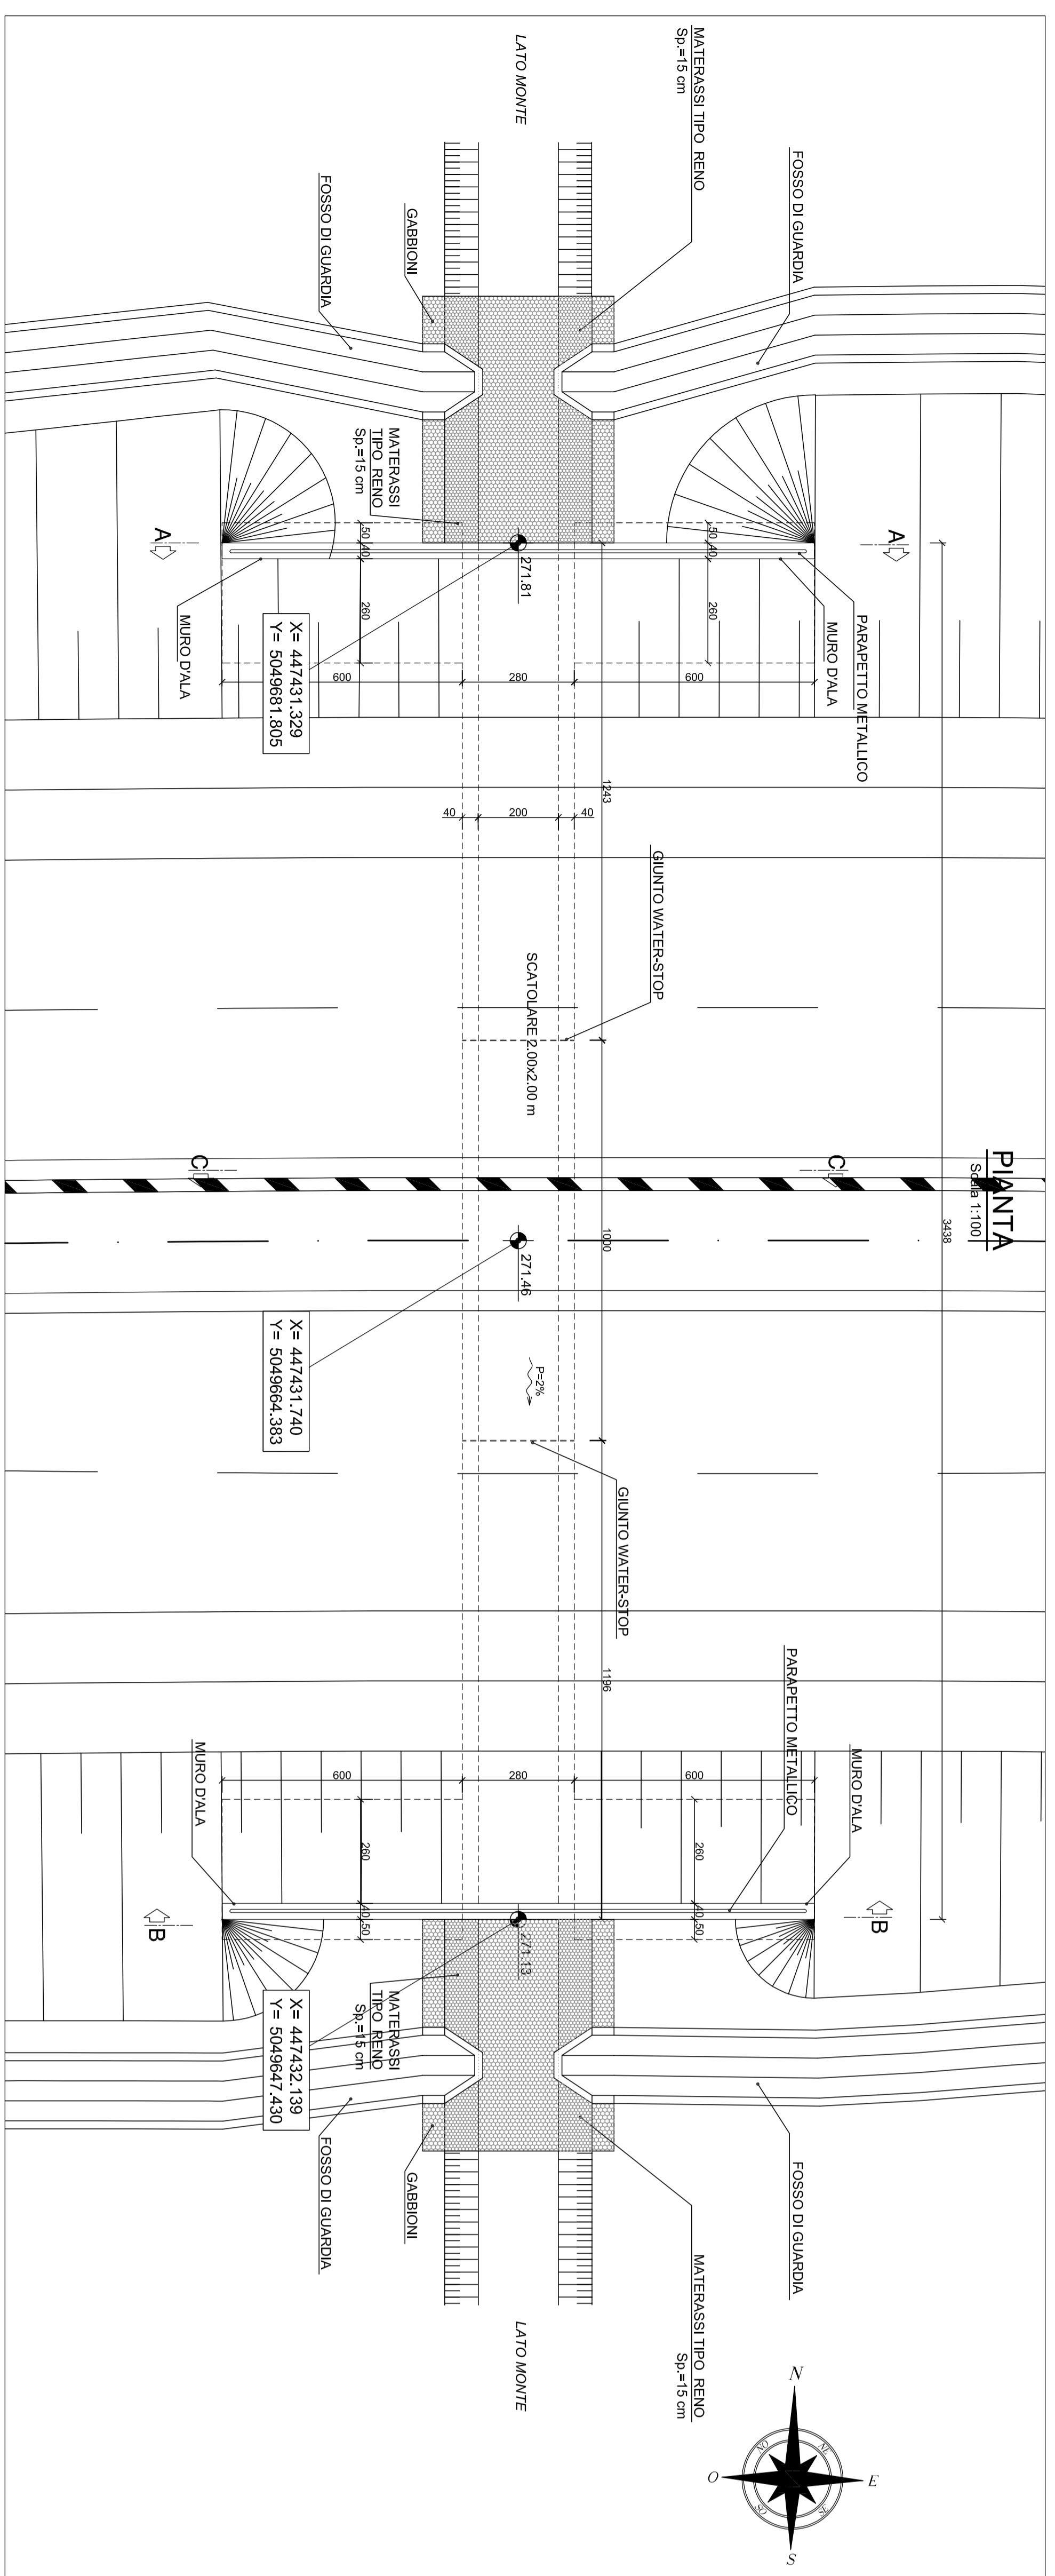 PIANTA
Scala 1:100
LATO MONTE
MATERASSI TIPO RENO
Sp.=15 cm
FOSSO DI GUARDIA
FOSSO DI GUARDIA
GABBIONI
MATERASSI
TIPO RENO
Sp.=15 cm
A
A
50
40
260
50
40
260
271.81
X= 447431.329
Y= 5049681.805
MURO D'ALA
MURO D'ALA
PARAPETTO METALLICO
600
280
600
1243
40
200
40
GIUNTO WATER-STOP
SCATOLARE 2.00x2.00 m
C
C
3438
1000
271.46
X= 447431.740
Y= 5049664.383
P=2%
GIUNTO WATER-STOP
1196
PARAPETTO METALLICO
MURO D'ALA
MURO D'ALA
600
280
600
260
40
50
260
40
50
B
B
271.13
X= 447432.139
Y= 5049647.430
MATERASSI
TIPO RENO
Sp.=15 cm
FOSSO DI GUARDIA
FOSSO DI GUARDIA
GABBIONI
MATERASSI TIPO RENO
Sp.=15 cm
LATO MONTE
N
NO
NE
O
E
SO
SE
S